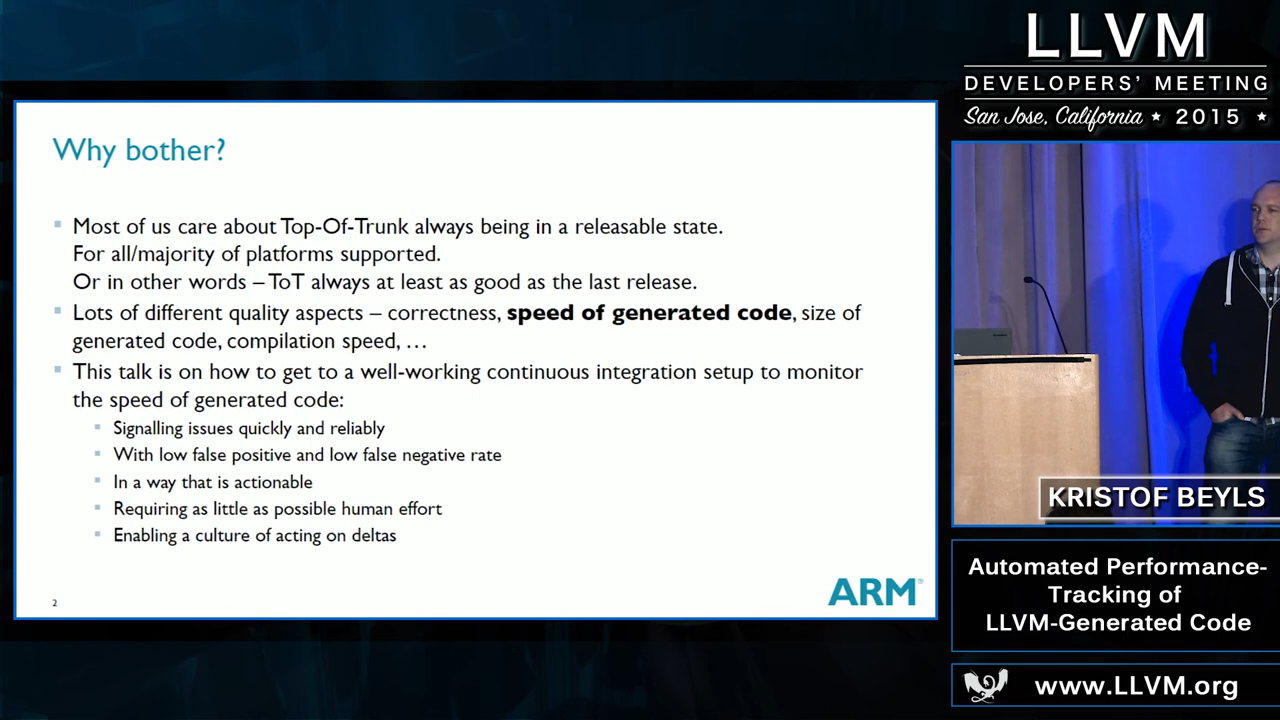 Why bother?
Most of us care about Top-Of-Trunk always being in a releasable state.
For all/majority of platforms supported.
Or in other words – ToT always at least as good as the last release.
Lots of different quality aspects – correctness, speed of generated code, size of
generated code, compilation speed, …
This talk is on how to get to a well-working continuous integration setup to monitor
the speed of generated code:
Signalling issues quickly and reliably
With low false positive and low false negative rate
In a way that is actionable
Requiring as little as possible human effort
Enabling a culture of acting on deltas
2
ARM®
LLVM
DEVELOPERS' MEETING
San Jose, California ★ 2015 ★
KRISTOF BEYLS
Automated Performance-
Tracking of
LLVM-Generated Code
www.LLVM.org